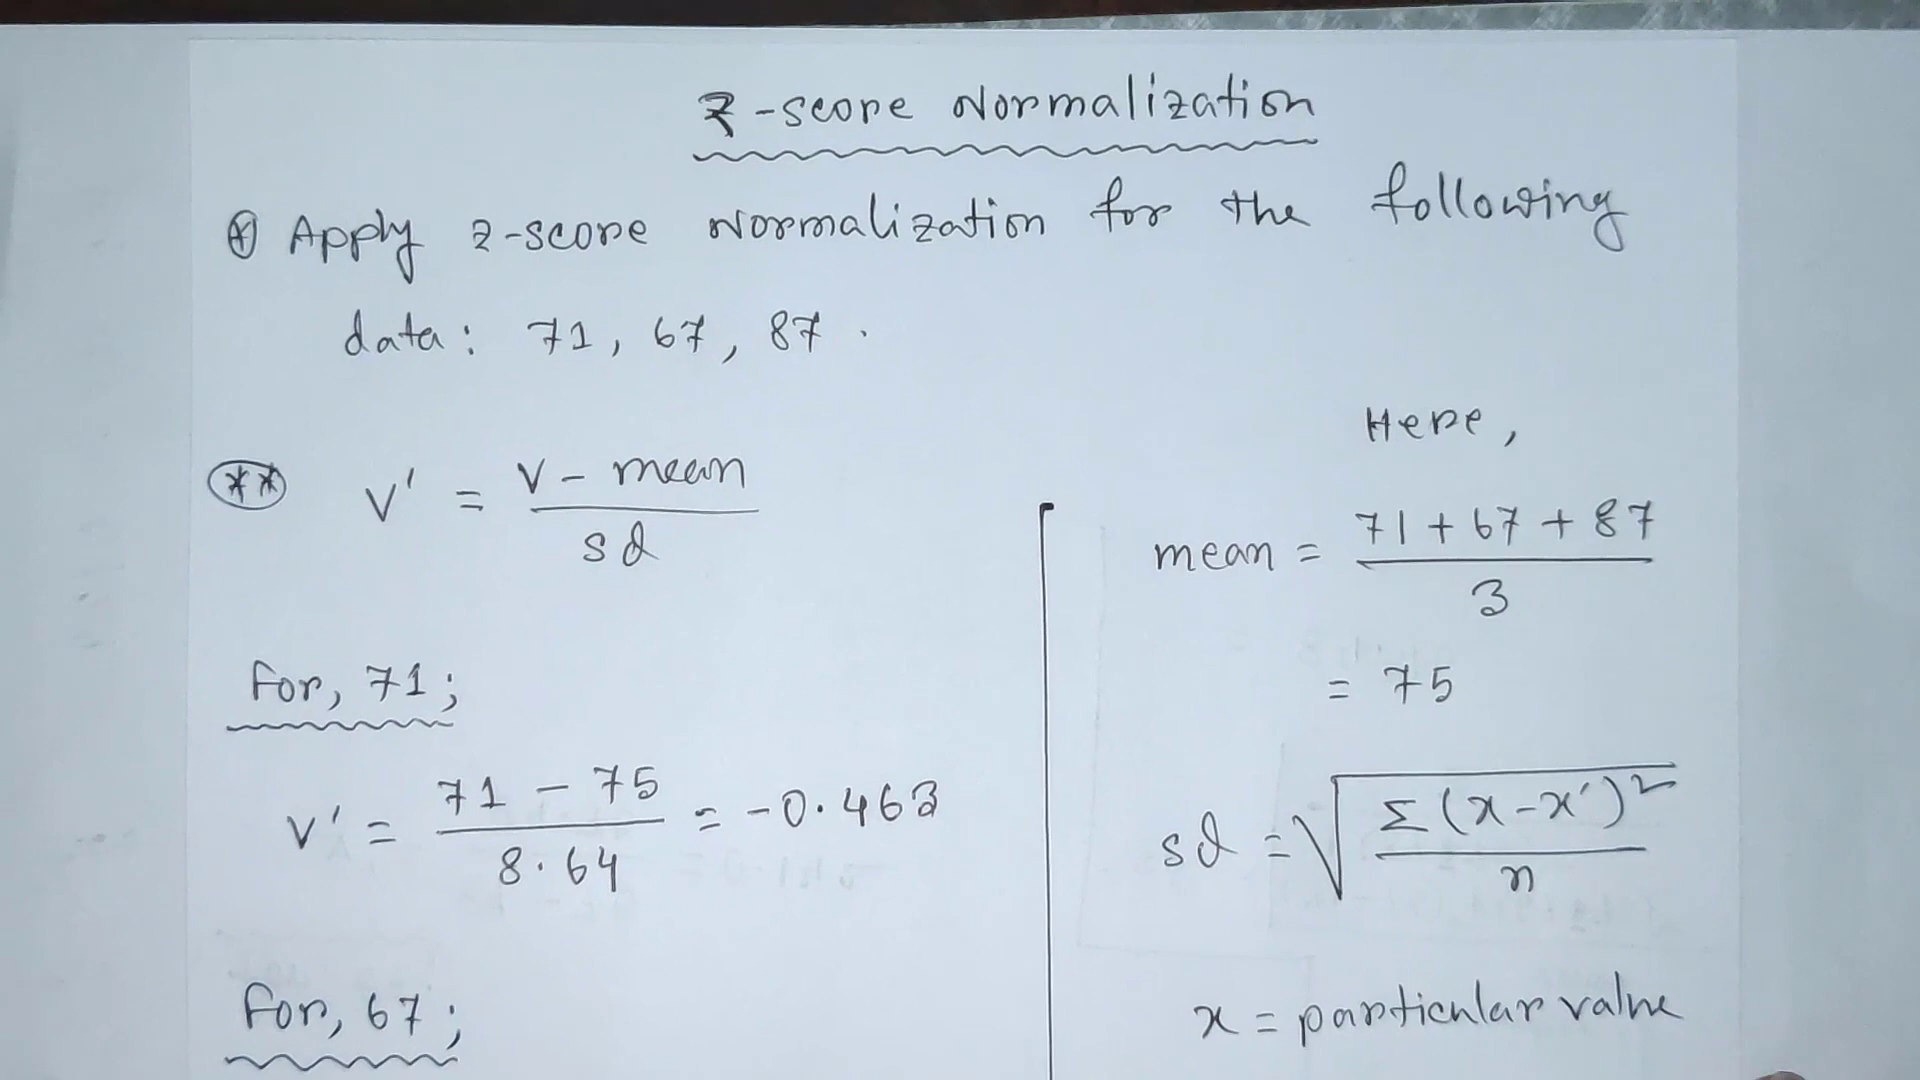 Z-score Normalization
* Apply z-score Normalization for the following
data: 71, 67, 87.
** v' = v - mean / sd
For, 71;
v' = 71 - 75 / 8.64 = -0.463
For, 67;
Here,
mean = 71 + 67 + 87 / 3
= 75
sd = √ Σ(x-x')² / n
x = particular value